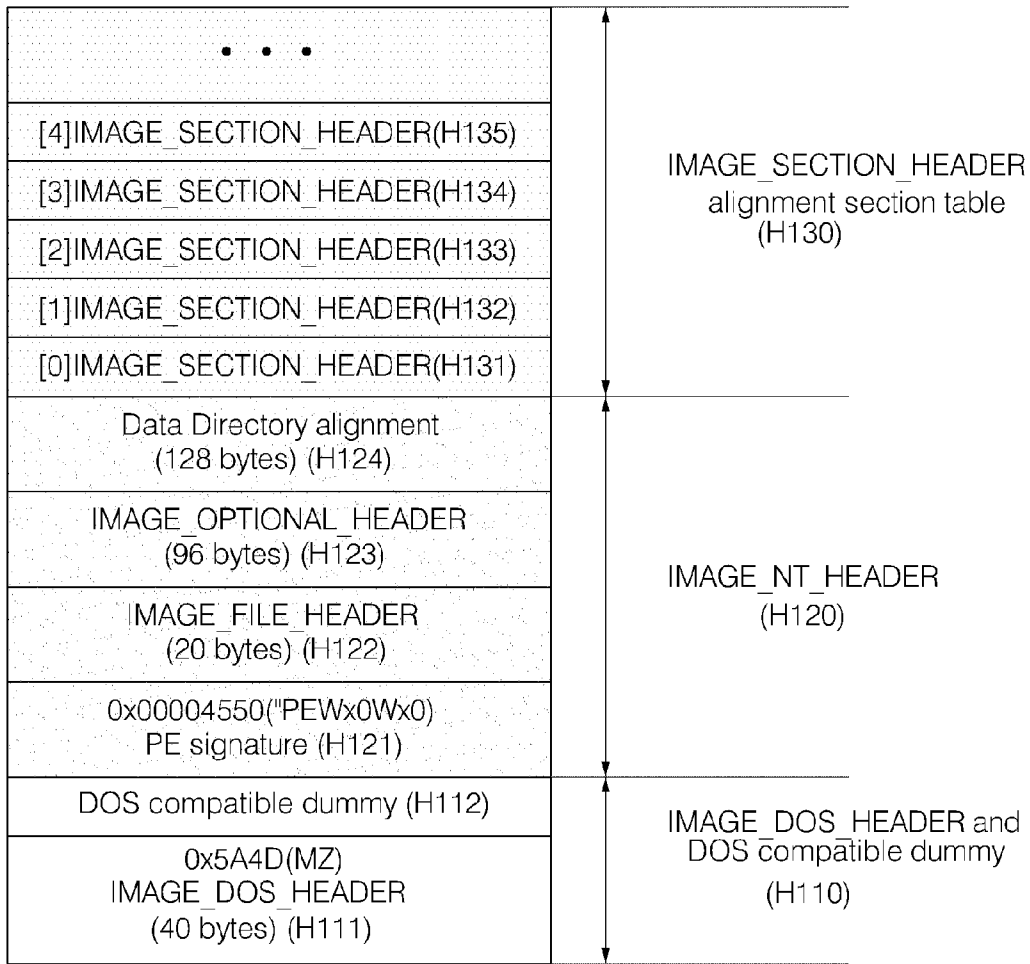 • • •
[4]IMAGE_SECTION_HEADER(H135)
[3]IMAGE_SECTION_HEADER(H134)
[2]IMAGE_SECTION_HEADER(H133)
[1]IMAGE_SECTION_HEADER(H132)
[0]IMAGE_SECTION_HEADER(H131)
IMAGE_SECTION_HEADER
alignment section table
(H130)
Data Directory alignment
(128 bytes) (H124)
IMAGE_OPTIONAL_HEADER
(96 bytes) (H123)
IMAGE_FILE_HEADER
(20 bytes) (H122)
0x00004550("PEWx0Wx0)
PE signature (H121)
IMAGE_NT_HEADER
(H120)
DOS compatible dummy (H112)
0x5A4D(MZ)
IMAGE_DOS_HEADER
(40 bytes) (H111)
IMAGE_DOS_HEADER and
DOS compatible dummy
(H110)